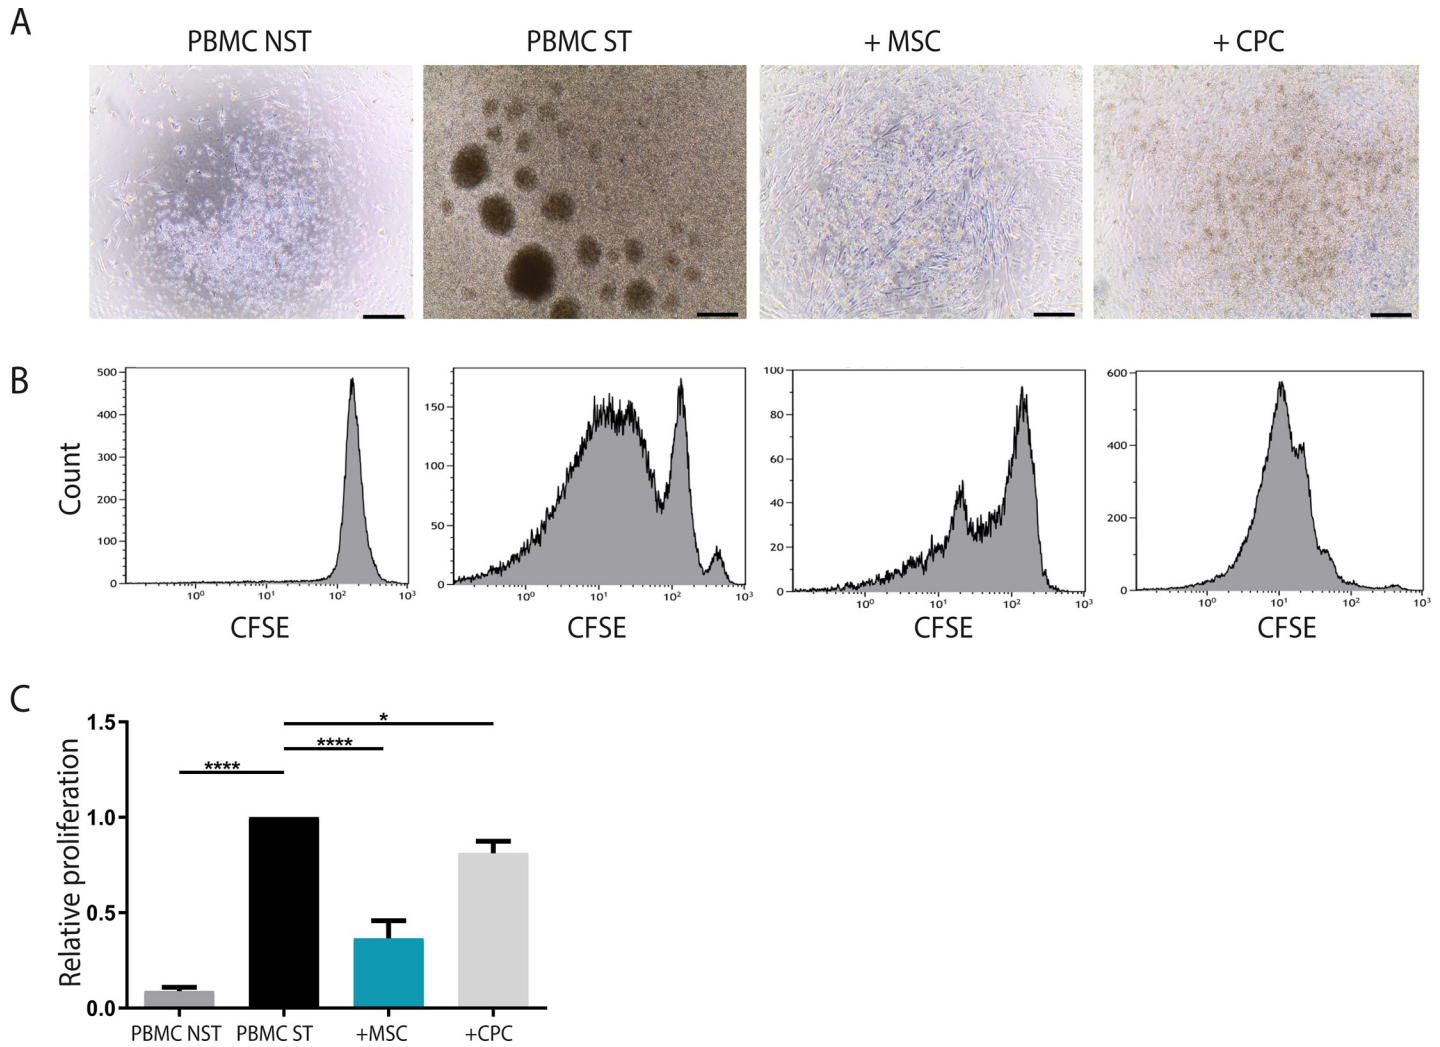 A
PBMC NST PBMC ST + MSC + CPC
B
Count
500
400
300
200
100
0
10⁰ 10¹ 10² 10³
CFSE
150
100
50
0
10⁰ 10¹ 10² 10³
CFSE
100
80
60
40
20
0
10⁰ 10¹ 10² 10³
CFSE
600
400
200
0
10⁰ 10¹ 10² 10³
CFSE
C
Relative proliferation
1.5
1.0
0.5
0.0
*
****
****
PBMC NST PBMC ST +MSC +CPC